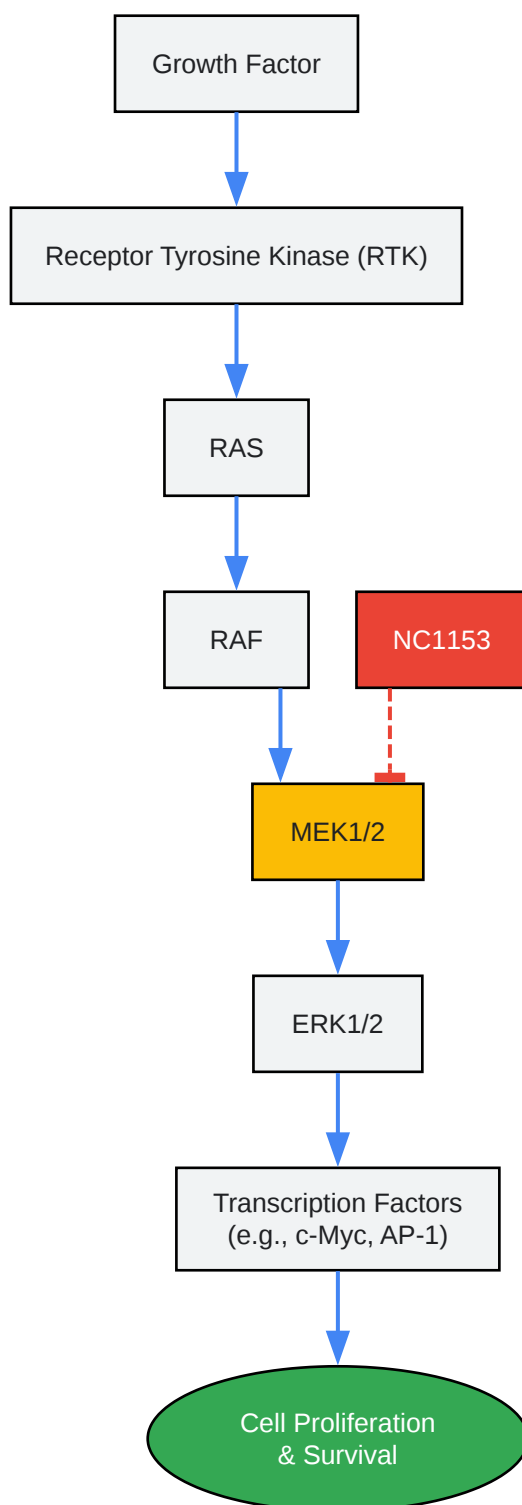 Growth Factor
Receptor Tyrosine Kinase (RTK)
RAS
RAF
NC1153
MEK1/2
ERK1/2
Transcription Factors
(e.g., c-Myc, AP-1)
Cell Proliferation
& Survival